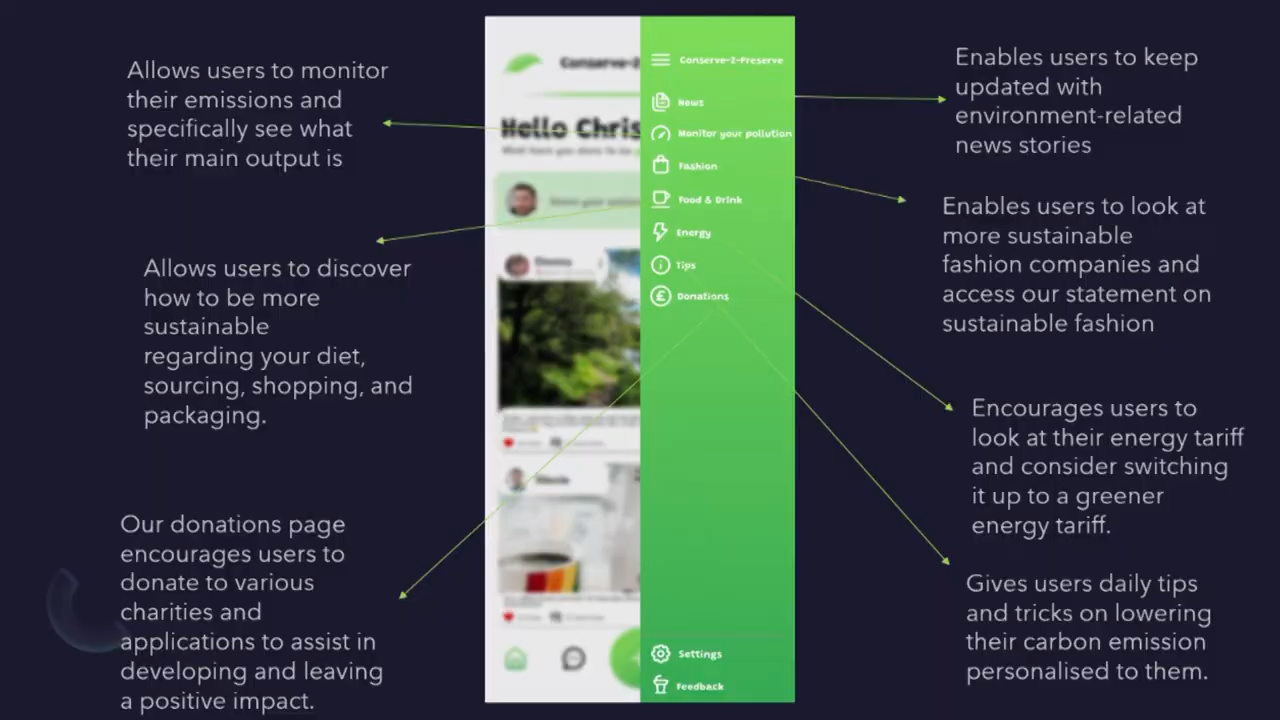 Allows users to monitor
their emissions and
specifically see what
their main output is
Allows users to discover
how to be more
sustainable
regarding your diet,
sourcing, shopping, and
packaging.
Our donations page
encourages users to
donate to various
charities and
applications to assist in
developing and leaving
a positive impact.
Conserve-2
Hello Chris
Conserve-2-Preserve
News
Monitor your pollution
Fashion
Food & Drink
Energy
Tips
Donations
Settings
Feedback
Enables users to keep
updated with
environment-related
news stories
Enables users to look at
more sustainable
fashion companies and
access our statement on
sustainable fashion
Encourages users to
look at their energy tariff
and consider switching
it up to a greener
energy tariff.
Gives users daily tips
and tricks on lowering
their carbon emission
personalised to them.